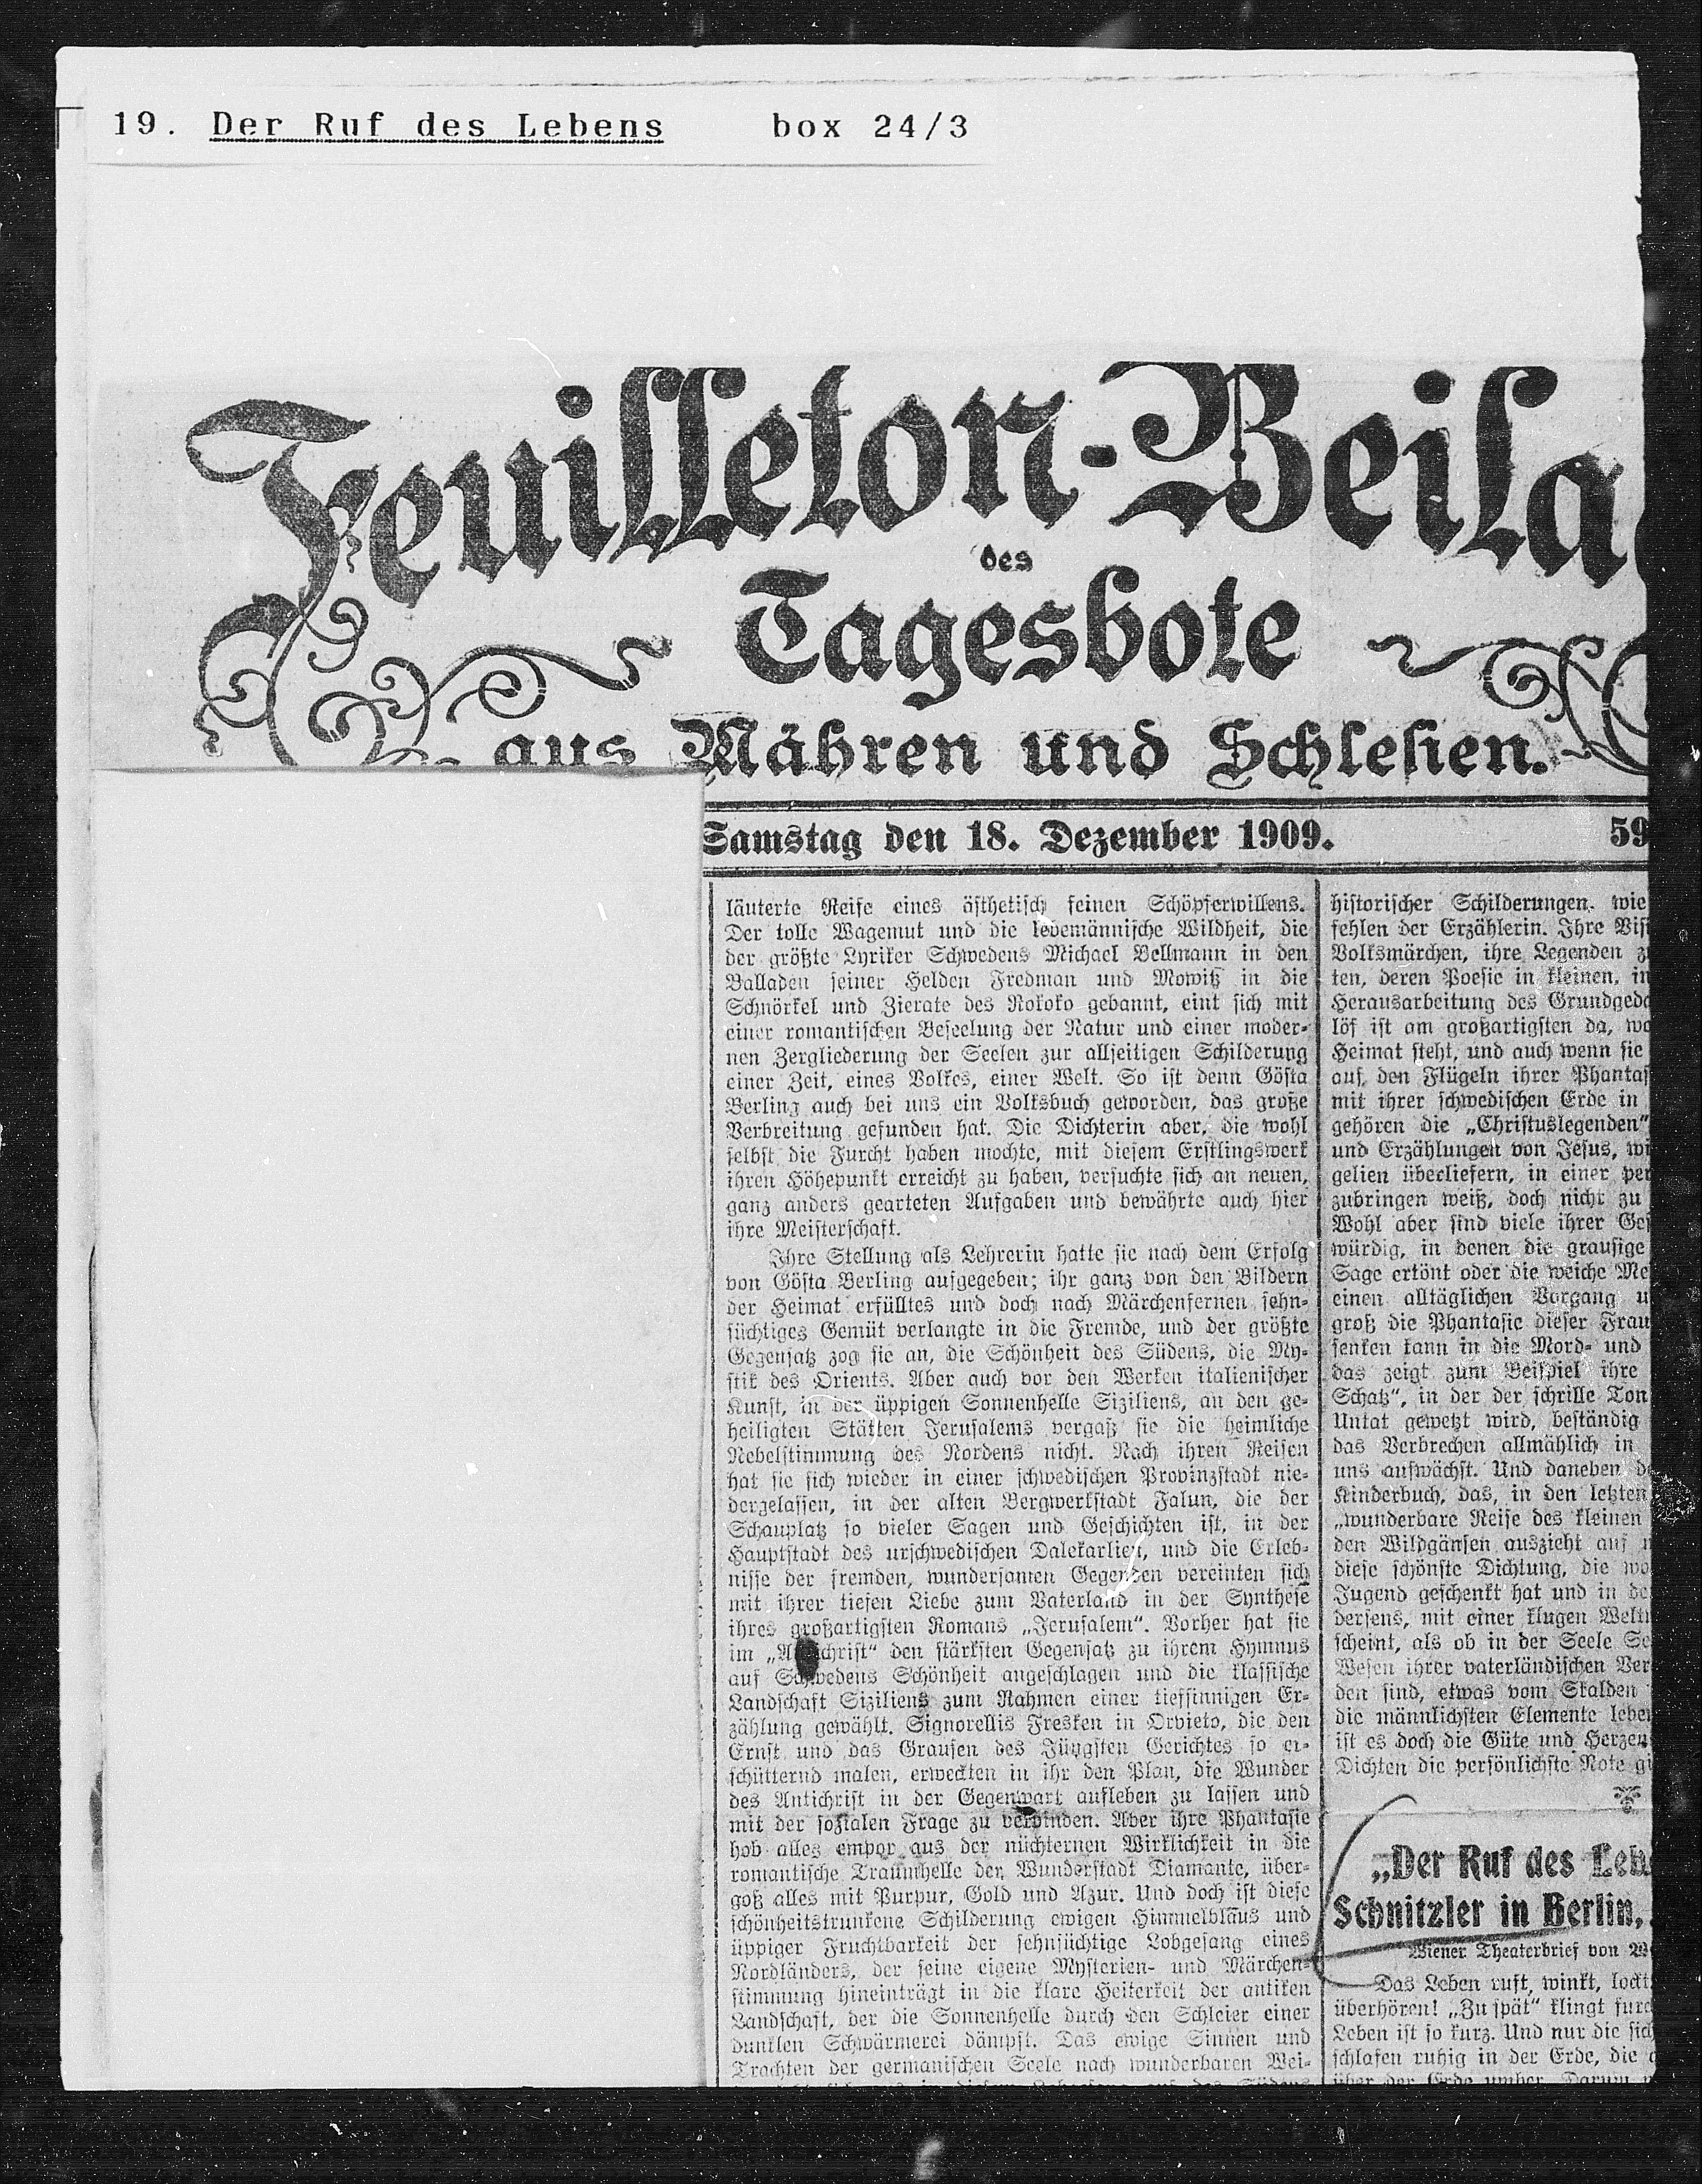 19. Der Ruf des Lebens box 24/3
Feuilleton-Beila
des
Tagesbote
aus Mähren und Schlesien.
Samstag den 18. Dezember 1909.
59
läuterte Reife eines ästhetisch feinen Schöpferwillens.
Der tolle Wagemut und die lebemännische Wildheit, die
der größte Lyriker Schwedens Michael Bellmann in den
Balladen seiner Helden Fredman und Mowitz in die
Schnörkel und Zierate des Rokoko gebannt, eint sich mit
einer romantischen Beseelung der Natur und einer moder-
nen Zergliederung der Seelen zur allseitigen Schilderung
einer Zeit, eines Volkes, einer Welt. So ist denn Gösta
Berling auch bei uns ein Volksbuch geworden, das große
Verbreitung gefunden hat. Die Dichterin aber, die wohl
selbst die Furcht haben mochte, mit diesem Erstlingswerk
ihren Höhepunkt erreicht zu haben, versuchte sich an neuen,
ganz anders gearteten Aufgaben und bewährte auch hier
ihre Meisterschaft.
Ihre Stellung als Lehrerin hatte sie nach dem Erfolg
von Gösta Berling aufgegeben; ihr ganz von den Bildern
der Heimat erfülltes und doch nach Märchenfernen sehn-
süchtiges Gemüt verlangte in die Fremde, und der größte
Gegensatz zog sie an, die Schönheit des Südens, die My-
stik des Orients. Aber auch vor den Werken italienischer
Kunst, in der üppigen Sonnenhelle Siziliens, an den ge-
heiligten Stätten Jerusalems vergaß sie die heimliche
Nebelstimmung des Nordens nicht. Nach ihren Reisen
hat sie sich wieder in einer schwedischen Provinzstadt nie-
dergelassen, in der alten Bergwerkstadt Falun, die der
Schauplatz so vieler Sagen und Geschichten ist, in der
Hauptstadt des urschwedischen Dalekarlien, und die Erleb-
nisse der fremden, wundersamen Gegenden vereinten sich
mit ihrer tiefen Liebe zum Vaterland in der Synthese
ihres großartigsten Romans „Jerusalem“. Vorher hat sie
im „Antichrist“ den stärksten Gegensatz zu ihrem Hymnus
auf Schwedens Schönheit angeschlagen und die klassische
Landschaft Siziliens zum Rahmen einer tiefsinnigen Er-
zählung gewählt. Signorellis Fresken in Orvieto, die den
Ernst und das Grausen des Jüngsten Gerichtes so er-
schütternd malen, erweckten in ihr den Plan, die Wunder
des Antichrist in der Gegenwart aufleben zu lassen und
mit der sozialen Frage zu verbinden. Aber ihre Phantasie
hob alles empor aus der nüchternen Wirklichkeit in die
romantische Traumhelle der Wunderstadt Diamante, über-
goß alles mit Purpur, Gold und Azur. Und doch ist diese
schönheitstrunkene Schilderung ewigen Himmelblaus und
üppiger Fruchtbarkeit der sehnsüchtige Lobgesang eines
Nordländers, der seine eigene Mysterien- und Märchen-
stimmung hineinträgt in die klare Heiterkeit der antiken
Landschaft, der die Sonnenhelle durch den Schleier einer
dunklen Schwärmerei dämpft. Das ewige Sinnen und
Trachten der germanischen Seele nach wunderbaren Wei-
historischer Schilderungen, wie
fehlen der Erzählerin. Ihre Visi
Volksmärchen, ihre Legenden z
ten, deren Poesie in kleinen, in
Herausarbeitung des Grundgeda
löf ist am großartigsten da, wo
Heimat steht, und auch wenn sie
auf den Flügeln ihrer Phantas
mit ihrer schwedischen Erde in
gehören die „Christuslegenden“
und Erzählungen von Jesus, wi
gelien überliefern, in einer per
zubringen weiß, doch nicht zu
Wohl aber sind viele ihrer Ges
würdig, in denen die grausige
Sage ertönt oder die weiche Me
einen alltäglichen Vorgang u
groß die Phantasie dieser Frau
senken kann in die Mord- und
das zeigt zum Beispiel ihre
Schatz“, in der der schrille Ton
Untat gewetzt wird, beständig
das Verbrechen allmählich in
uns aufwächst. Und daneben de
Kinderbuch, das, in den letzten
„wunderbare Reise des kleinen
den Wildgänsen auszieht auf
diese schönste Dichtung, die wo
Jugend geschenkt hat und in de
dersens, mit einer klugen Welt
scheint, als ob in der Seele Se
Wesen ihrer vaterländischen Ver
den sind, etwas vom Skalden
die männlichsten Elemente lebe
ist es doch die Güte und Herzen
Dichten die persönlichste Note gi
„Der Ruf des Leb
Schnitzler in Berlin,
Wiener Theaterbrief von
Das Leben ruft, winkt, lockt
überhören! „Zu spät“ klingt furc
Leben ist so kurz. Und nur die sich
schlafen ruhig in der Erde, die
über der Erde umher. Darum